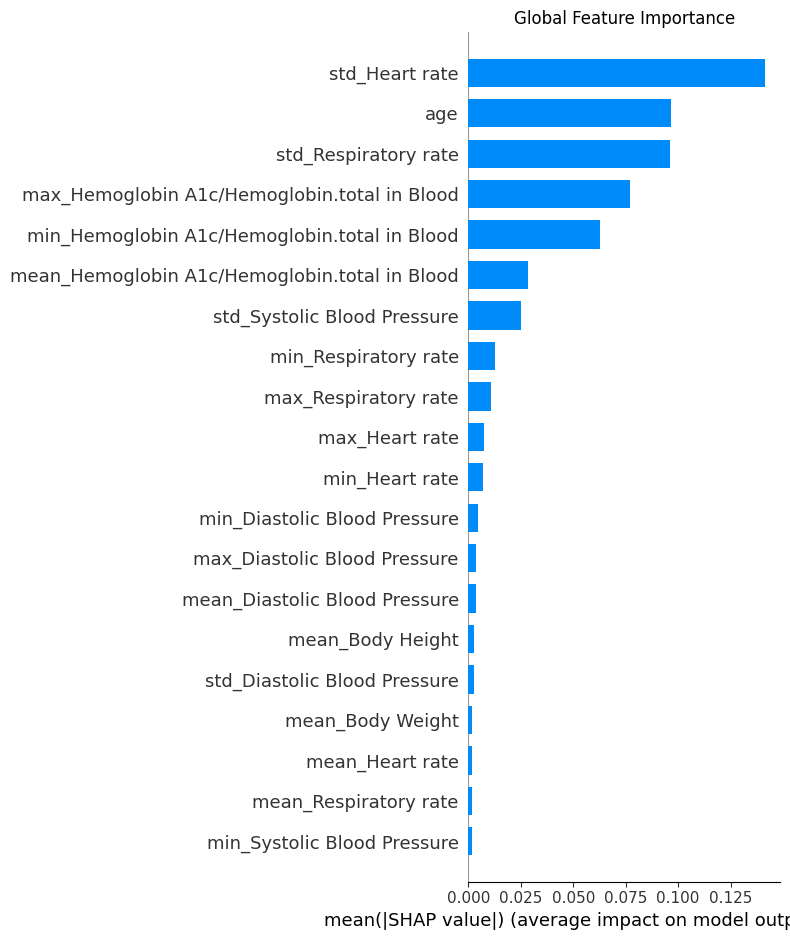 Global Feature Importance
std_Heart rate
age
std_Respiratory rate
max_Hemoglobin A1c/Hemoglobin.total in Blood
min_Hemoglobin A1c/Hemoglobin.total in Blood
mean_Hemoglobin A1c/Hemoglobin.total in Blood
std_Systolic Blood Pressure
min_Respiratory rate
max_Respiratory rate
max_Heart rate
min_Heart rate
min_Diastolic Blood Pressure
max_Diastolic Blood Pressure
mean_Diastolic Blood Pressure
mean_Body Height
std_Diastolic Blood Pressure
mean_Body Weight
mean_Heart rate
mean_Respiratory rate
min_Systolic Blood Pressure
0.000 0.025 0.050 0.075 0.100 0.125
mean(|SHAP value|) (average impact on model outp